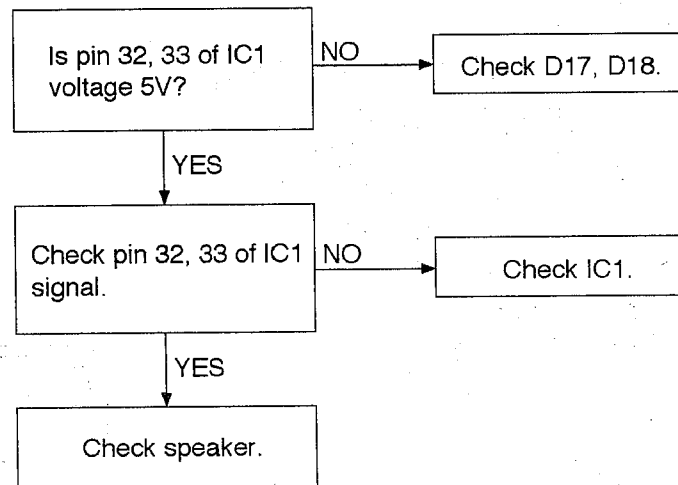 Is pin 32, 33 of IC1
voltage 5V?
NO
Check D17, D18.
YES
Check pin 32, 33 of IC1
signal.
NO
Check IC1.
YES
Check speaker.